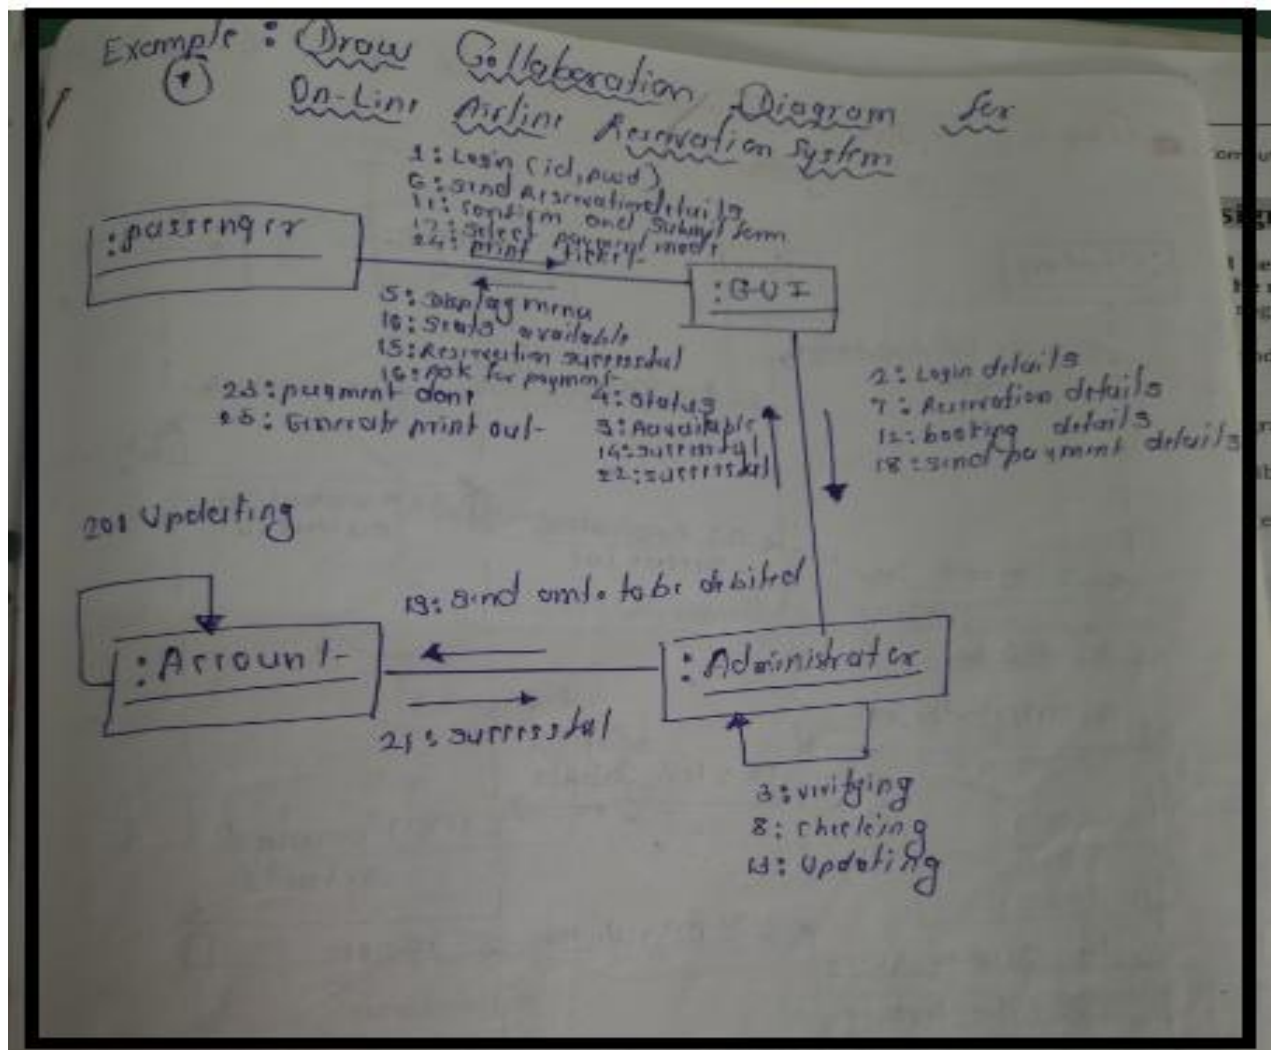 Example : Draw Collaboration Diagram for
1
On-Line Airline Reservation System
1: Login (id, pwd)
6: send Reservation details
11: confirm and submit form
17: select payment mode
24: print ticket
:passenger
:GUI
5: Display menu
10: Seats available
15: Reservation successful
16: Ask for payment
23: payment done
25: Generate print out
4: status
9: Aavailable
14: successful
22: successful
2: Login details
7: Reservation details
12: booking details
18: send payment details
20: Updating
19: send amt. to be debited
:Account
:Administrater
21: successful
3: verifying
8: checking
13: Updating